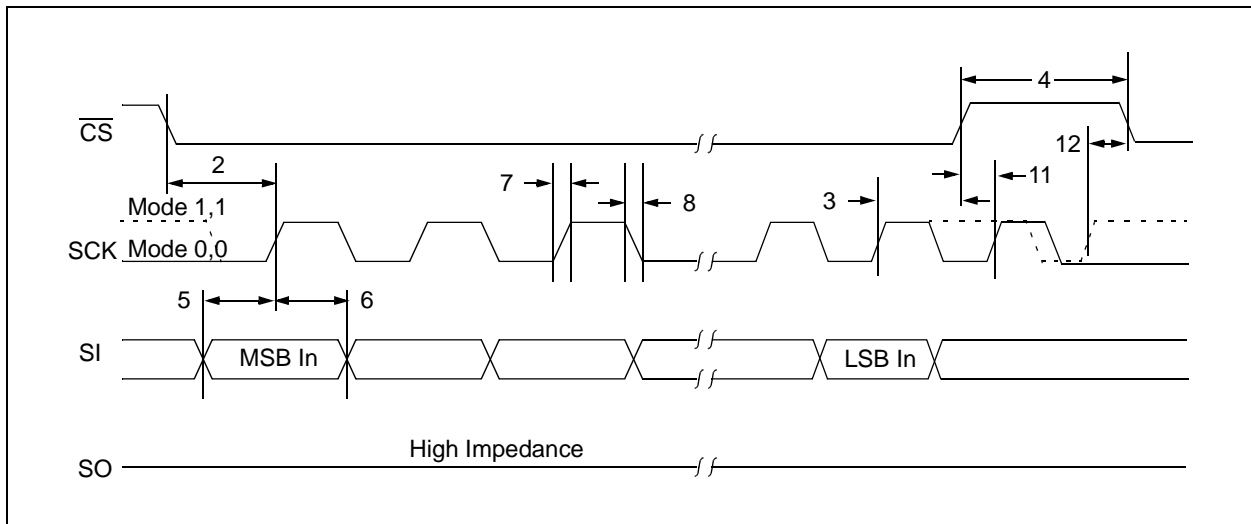 4
CS
12
2
7
8
3
11
Mode 1,1
SCK Mode 0,0
5
6
SI
MSB In
LSB In
High Impedance
SO